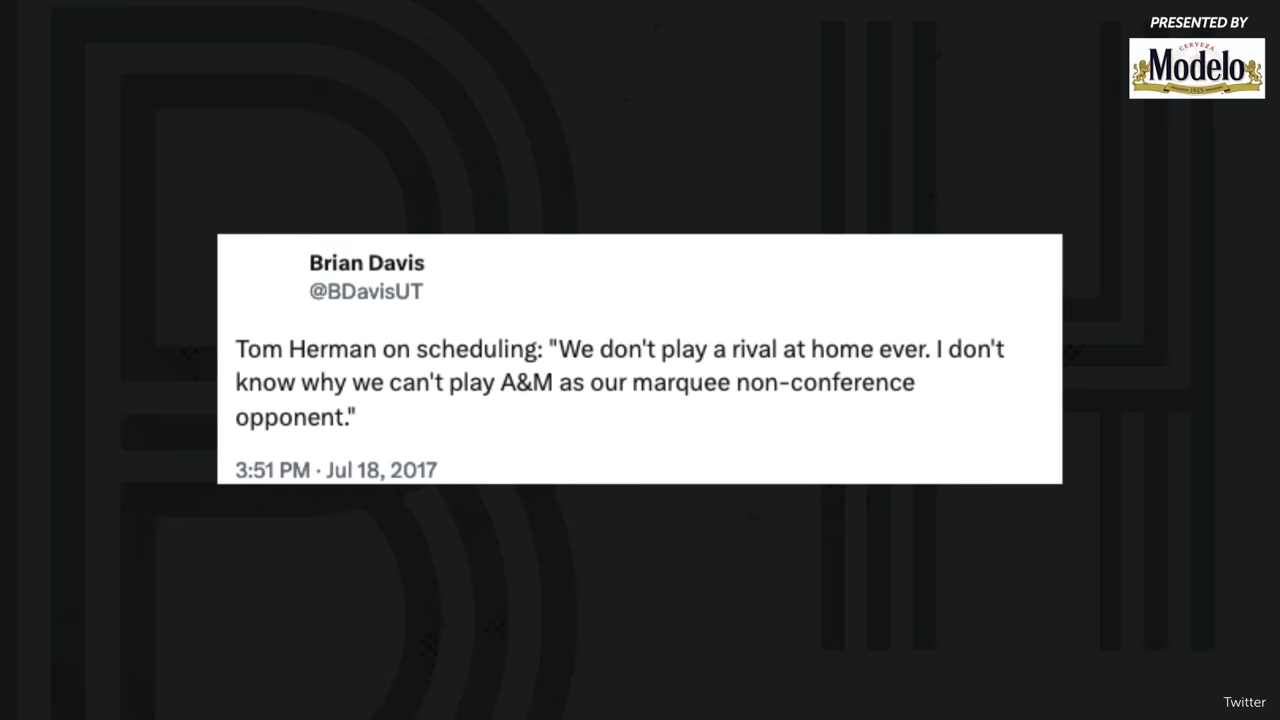 PRESENTED BY
CERVEZA
Modelo
1925
Brian Davis
@BDavisUT
Tom Herman on scheduling: "We don't play a rival at home ever. I don't
know why we can't play A&M as our marquee non-conference
opponent."
3:51 PM · Jul 18, 2017
Twitter